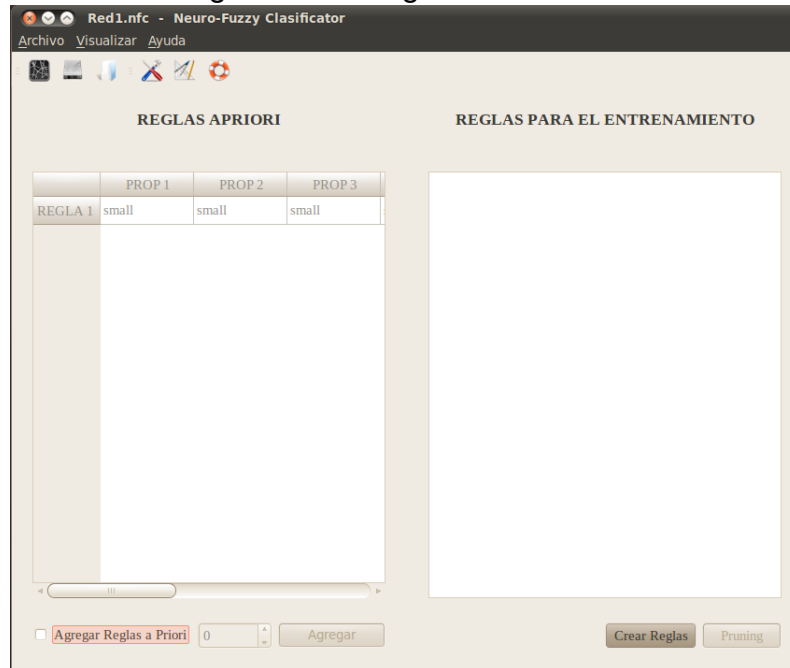 Red1.nfc - Neuro-Fuzzy Clasificator
Archivo Visualizar Ayuda
REGLAS APRIORI
REGLAS PARA EL ENTRENAMIENTO
PROP 1 PROP 2 PROP 3
REGLA 1 small small small
Agregar Reglas a Priori 0 Agregar
Crear Reglas Pruning